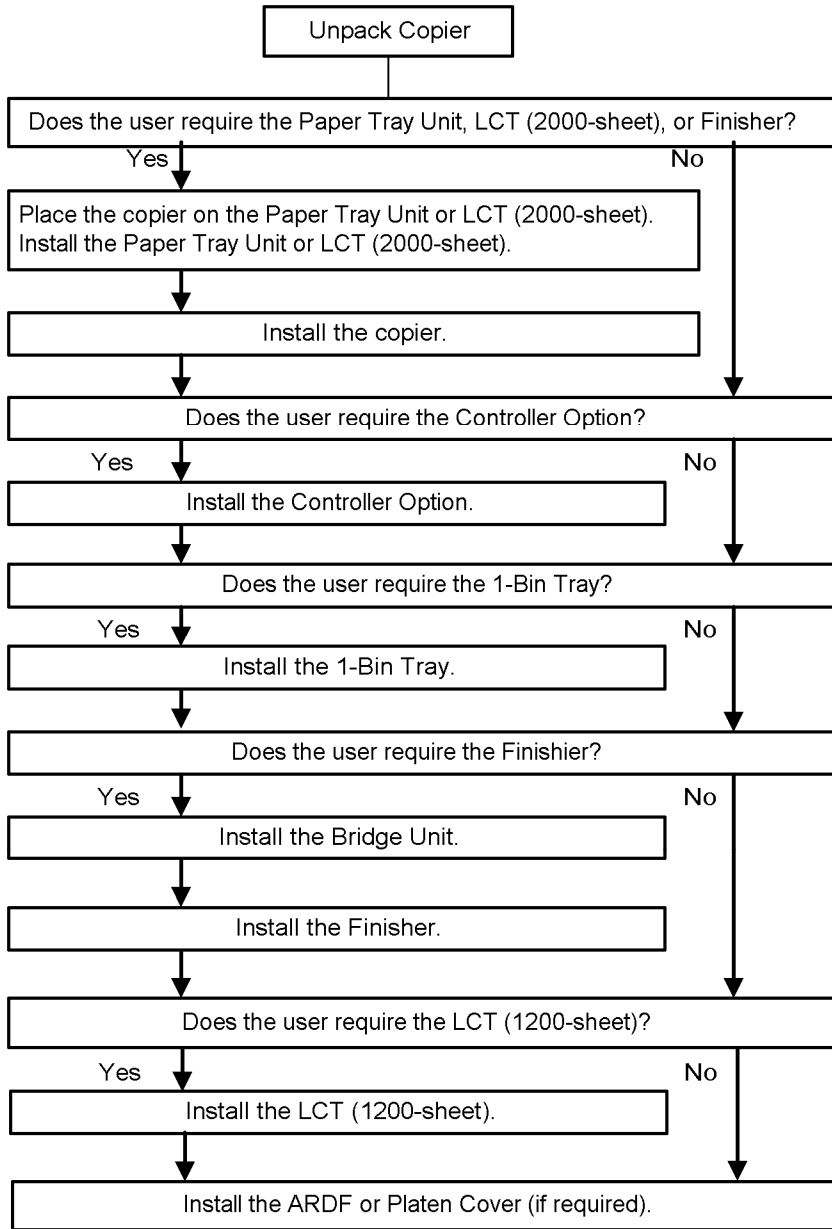 Unpack Copier
Does the user require the Paper Tray Unit, LCT (2000-sheet), or Finisher?
Yes
No
Place the copier on the Paper Tray Unit or LCT (2000-sheet).
Install the Paper Tray Unit or LCT (2000-sheet).
Install the copier.
Does the user require the Controller Option?
Yes
No
Install the Controller Option.
Does the user require the 1-Bin Tray?
Yes
No
Install the 1-Bin Tray.
Does the user require the Finishier?
Yes
No
Install the Bridge Unit.
Install the Finisher.
Does the user require the LCT (1200-sheet)?
Yes
No
Install the LCT (1200-sheet).
Install the ARDF or Platen Cover (if required).